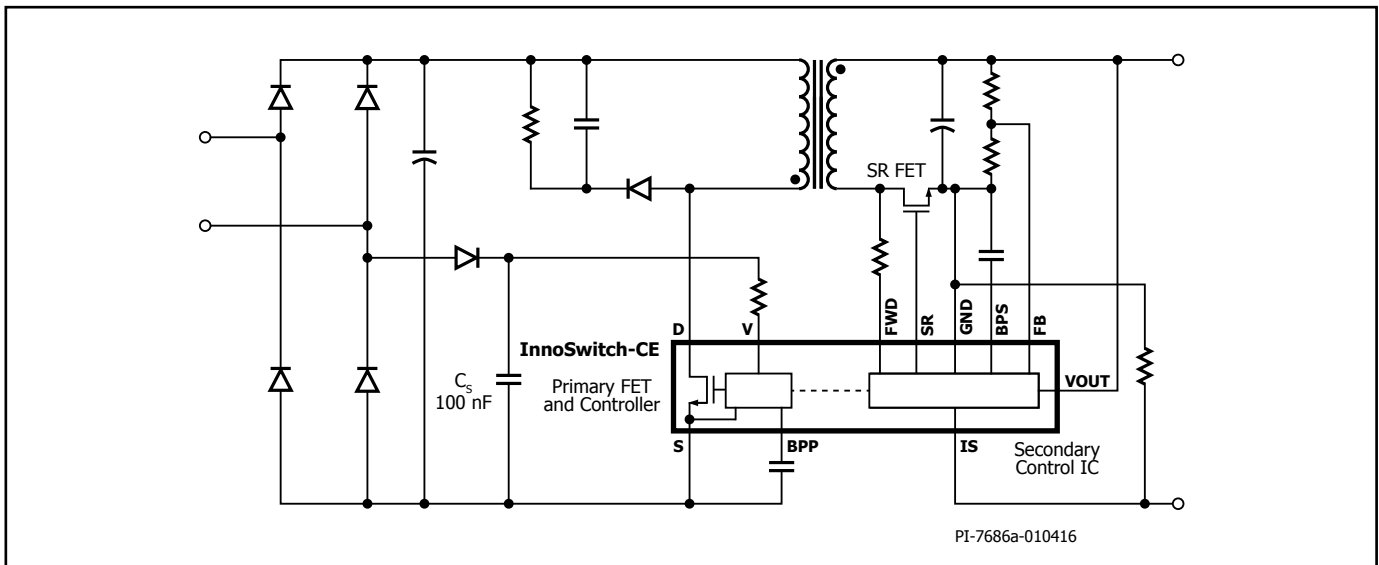 SR FET
FWD
SR
GND
BPS
FB
D
V
InnoSwitch-CE
VOUT
Primary FET
and Controller
C_S
100 nF
S
BPP
IS
Secondary
Control IC
PI-7686a-010416